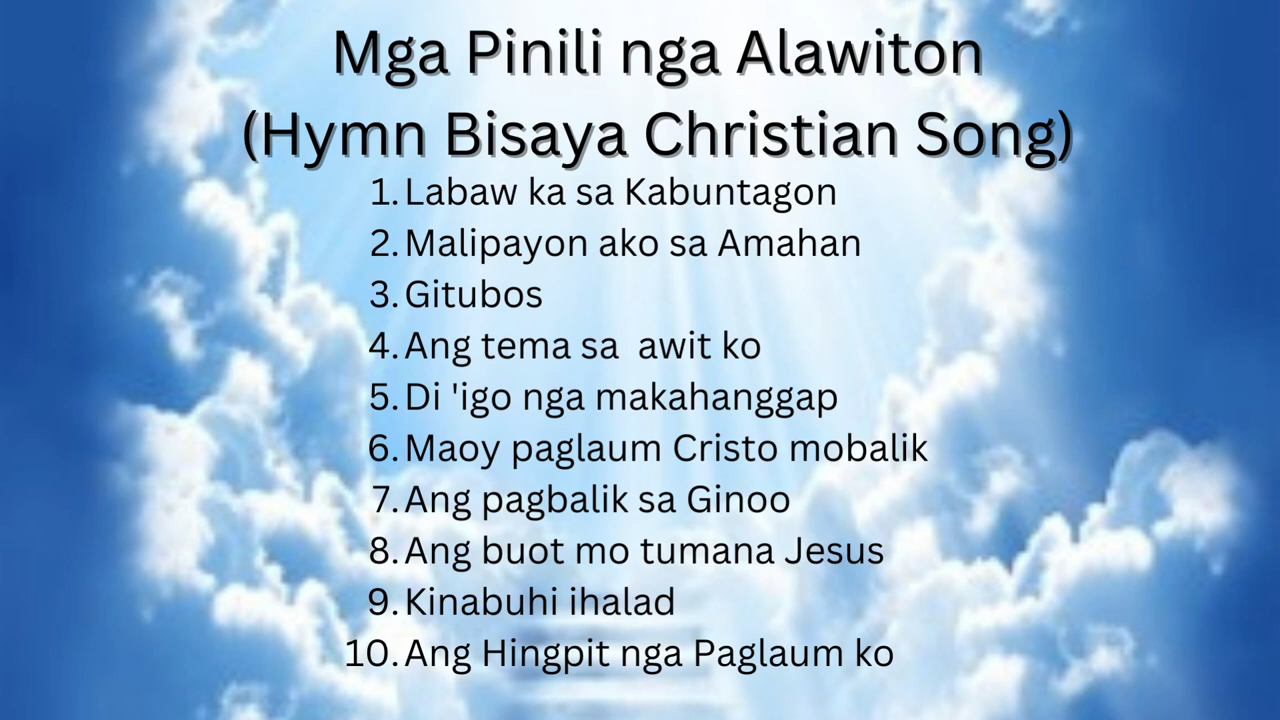 Mga Pinili nga Alawiton
(Hymn Bisaya Christian Song)
1. Labaw ka sa Kabuntagon
2. Malipayon ako sa Amahan
3. Gitubos
4. Ang tema sa  awit ko
5. Di 'igo nga makahanggap
6. Maoy paglaum Cristo mobalik
7. Ang pagbalik sa Ginoo
8. Ang buot mo tumana Jesus
9. Kinabuhi ihalad
10. Ang Hingpit nga Paglaum ko